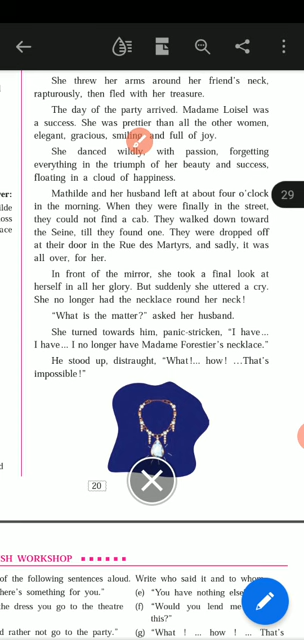 She threw her arms around her friend's neck,
rapturously, then fled with her treasure.
The day of the party arrived. Madame Loisel was
a success. She was prettier than all the other women,
elegant, gracious, smiling and full of joy.
She danced wildly, with passion, forgetting
everything in the triumph of her beauty and success,
floating in a cloud of happiness.
Mathilde and her husband left at about four o'clock
in the morning. When they were finally in the street,
they could not find a cab. They walked down toward
the Seine, till they found one. They were dropped off
at their door in the Rue des Martyrs, and sadly, it was
all over, for her.
29
In front of the mirror, she took a final look at
herself in all her glory. But suddenly she uttered a cry.
She no longer had the necklace round her neck!
"What is the matter?" asked her husband.
She turned towards him, panic-stricken, "I have ...
I have ... I no longer have Madame Forestier's necklace."
He stood up, distraught, "What!... how! ...That's
impossible!"
20
SH WORKSHOP
of the following sentences aloud. Write who said it and to whom
here's something for you." (e) "You have nothing else
the dress you go to the theatre (f) "Would you lend me
this?"
d rather not go to the party." (g) "What ! ... how ! ... That's